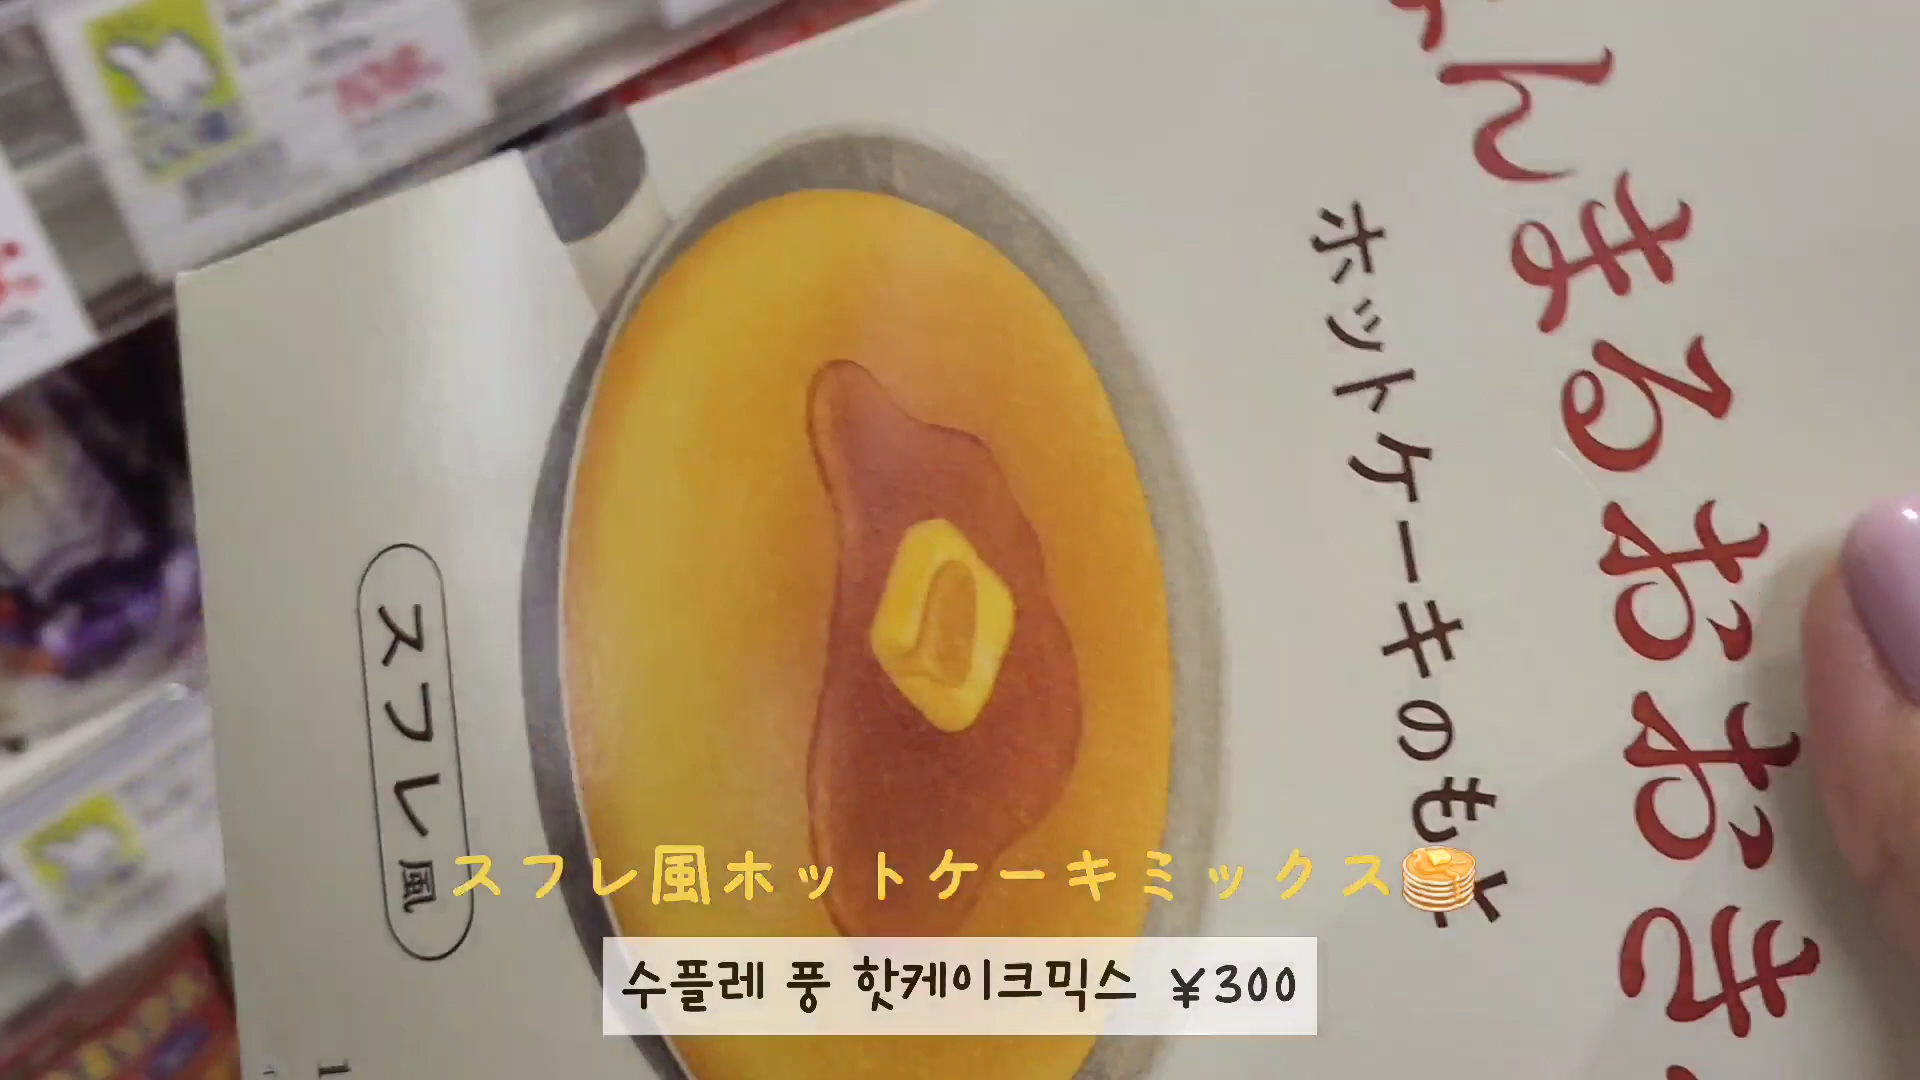 んまるおおき
ホットケーキのもと
スフレ風
スフレ風ホットケーキミックス
수플레 풍 핫케이크믹스 ¥300